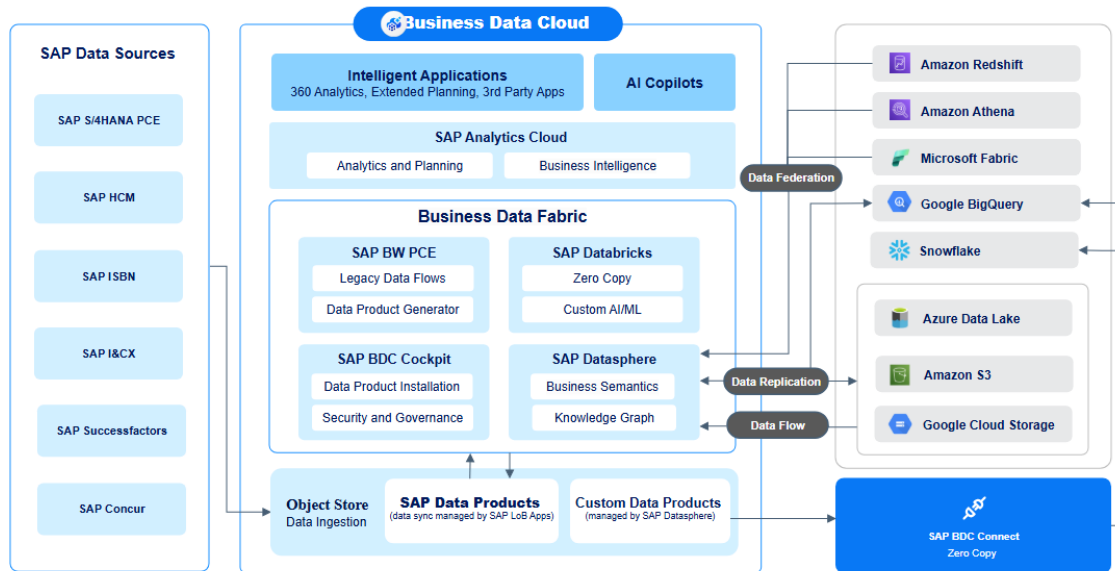 Business Data Cloud
SAP Data Sources
SAP S/4HANA PCE
SAP HCM
SAP ISBN
SAP I&CX
SAP Successfactors
SAP Concur
Intelligent Applications
360 Analytics, Extended Planning, 3rd Party Apps
AI Copilots
SAP Analytics Cloud
Analytics and Planning
Business Intelligence
Business Data Fabric
SAP BW PCE
Legacy Data Flows
Data Product Generator
SAP Databricks
Zero Copy
Custom AI/ML
SAP BDC Cockpit
Data Product Installation
Security and Governance
SAP Datasphere
Business Semantics
Knowledge Graph
Object Store
Data Ingestion
SAP Data Products
(data sync managed by SAP LoB Apps)
Custom Data Products
(managed by SAP Datasphere)
Data Federation
Data Replication
Data Flow
Amazon Redshift
Amazon Athena
Microsoft Fabric
Google BigQuery
Snowflake
Azure Data Lake
Amazon S3
Google Cloud Storage
SAP BDC Connect
Zero Copy